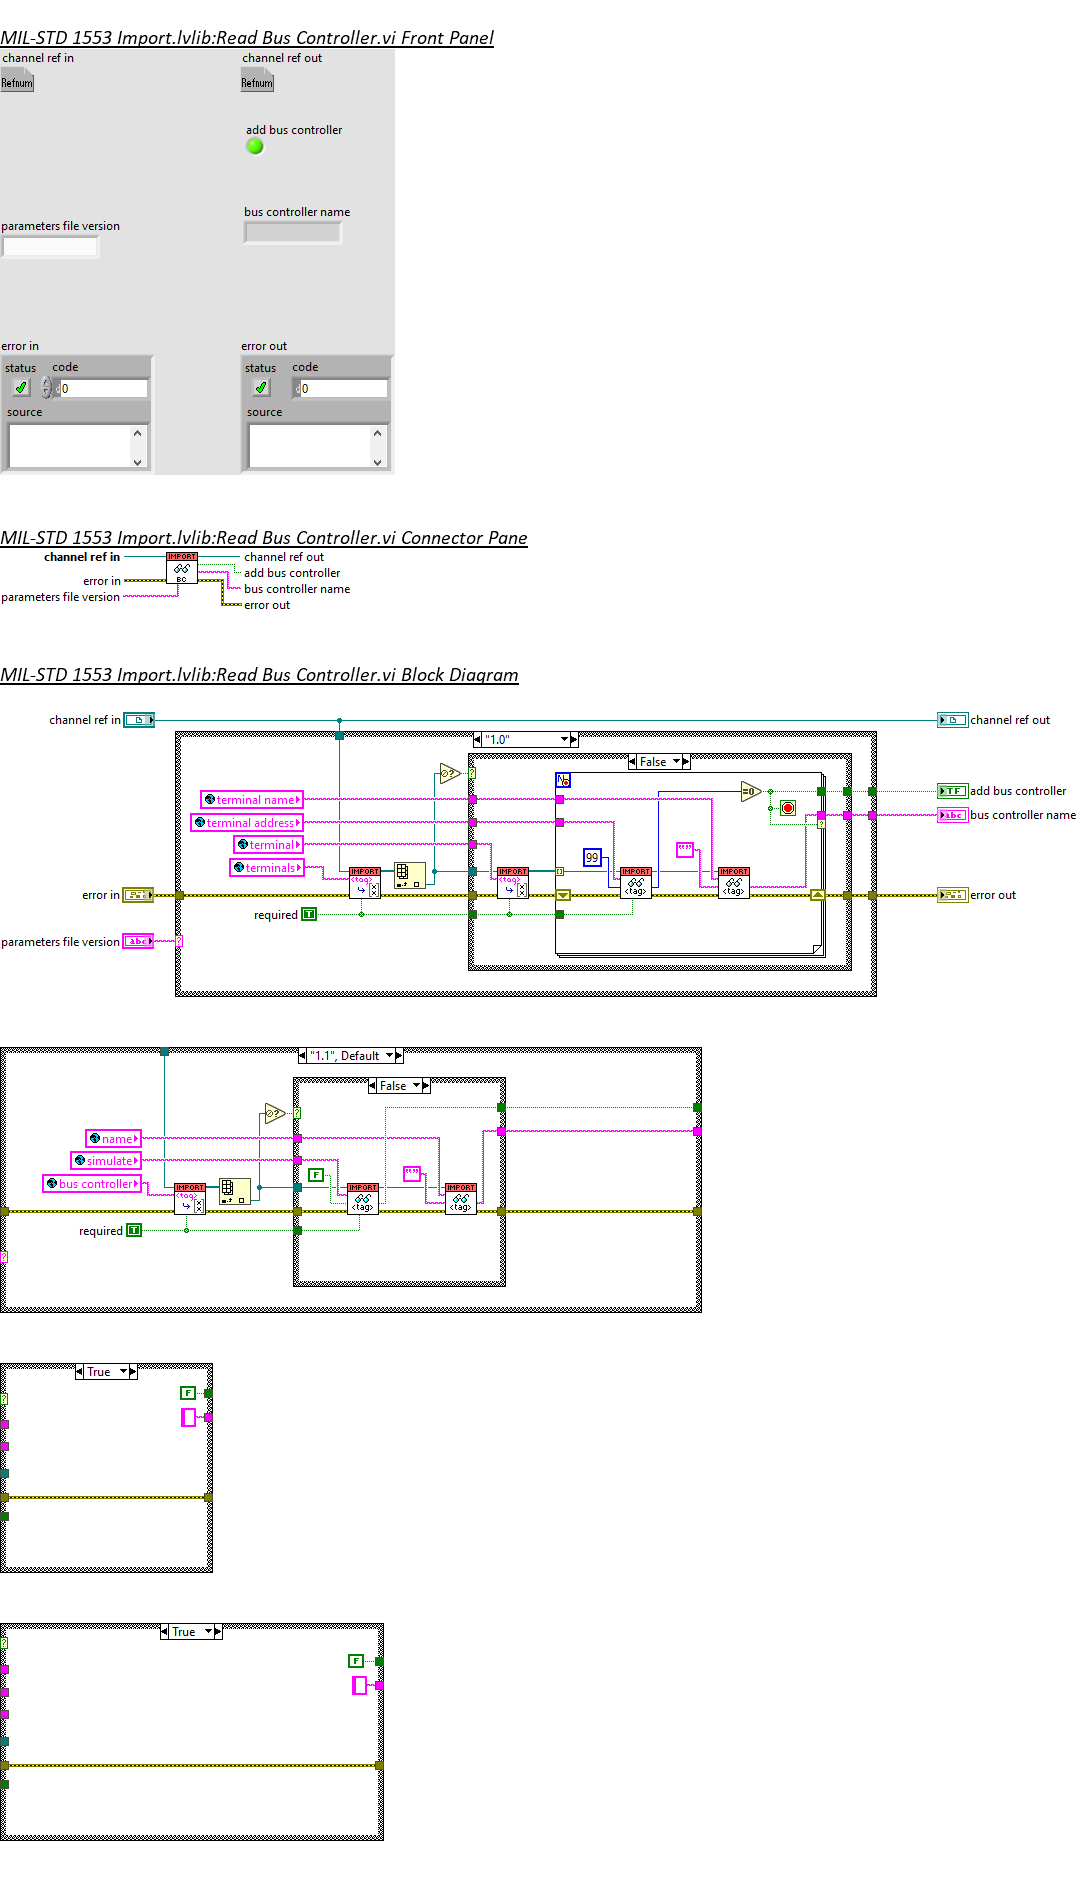 MIL-STD 1553 Import.lvlib:Read Bus Controller.vi Front Panel
channel ref in
channel ref out
Refnum
Refnum
add bus controller
bus controller name
parameters file version
error in
error out
status code
status code
d 0
d 0
source
source
MIL-STD 1553 Import.lvlib:Read Bus Controller.vi Connector Pane
channel ref in
IMPORT
BC
channel ref out
add bus controller
error in
bus controller name
parameters file version
error out
MIL-STD 1553 Import.lvlib:Read Bus Controller.vi Block Diagram
channel ref in
channel ref out
"1.0"
False
N
=0
TF
add bus controller
terminal name
abc
bus controller name
terminal address
terminal
""
99
terminals
IMPORT
<tag>
IMPORT
<tag>
IMPORT
<tag>
IMPORT
<tag>
error in
error out
required
T
parameters file version
abc
"1.1", Default
False
name
simulate
F
""
bus controller
IMPORT
<tag>
IMPORT
<tag>
IMPORT
<tag>
required
T
True
F
True
F